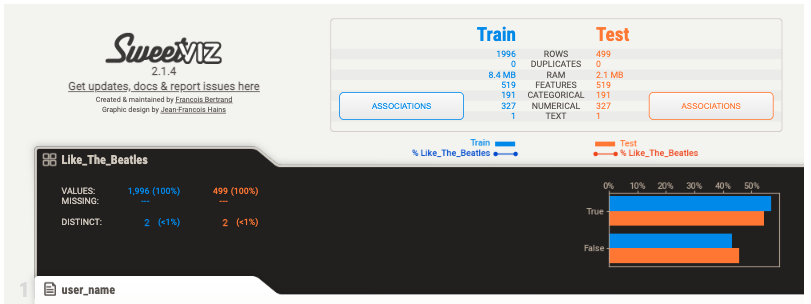 SweetVIZ
2.1.4
Get updates, docs & report issues here
Created & maintained by Francois Bertrand
Graphic design by Jean-Francois Hains
Train Test
1996 ROWS 499
0 DUPLICATES 0
8.4 MB RAM 2.1 MB
519 FEATURES 519
191 CATEGORICAL 191
327 NUMERICAL 327
1 TEXT 1
ASSOCIATIONS ASSOCIATIONS
Train Test
% Like_The_Beatles % Like_The_Beatles
Like_The_Beatles
VALUES: 1,996 (100%) 499 (100%)
MISSING: --- ---
DISTINCT: 2 (<1%) 2 (<1%)
0% 10% 20% 30% 40% 50%
True
False
1 user_name